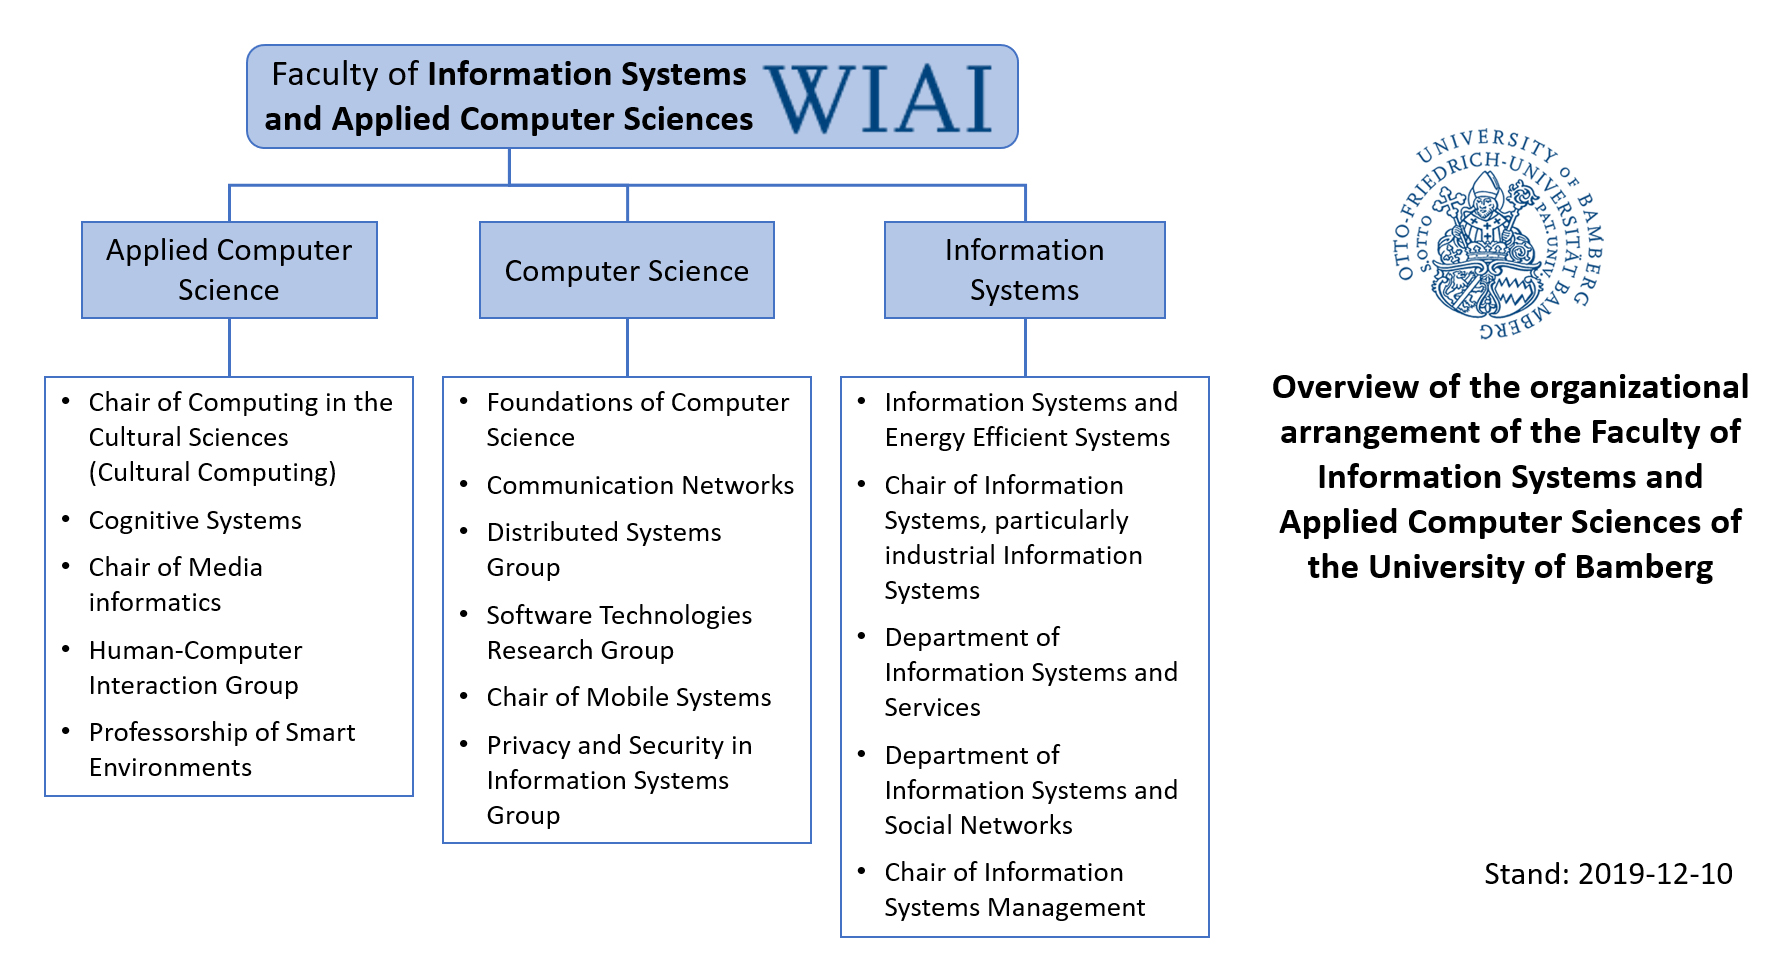 Faculty of Information Systems
and Applied Computer Sciences
WIAI
Applied Computer
Science
Computer Science
Information
Systems
• Chair of Computing in the
Cultural Sciences
(Cultural Computing)
• Cognitive Systems
• Chair of Media
informatics
• Human-Computer
Interaction Group
• Professorship of Smart
Environments
• Foundations of Computer
Science
• Communication Networks
• Distributed Systems
Group
• Software Technologies
Research Group
• Chair of Mobile Systems
• Privacy and Security in
Information Systems
Group
• Information Systems and
Energy Efficient Systems
• Chair of Information
Systems, particularly
industrial Information
Systems
• Department of
Information Systems and
Services
• Department of
Information Systems and
Social Networks
• Chair of Information
Systems Management
UNIVERSITY OF BAMBERG
OTTO-FRIEDRICH-UNIVERSITÄT BAMBERG
S.OTTO PAT.UNIV.
Overview of the organizational
arrangement of the Faculty of
Information Systems and
Applied Computer Sciences of
the University of Bamberg
Stand: 2019-12-10